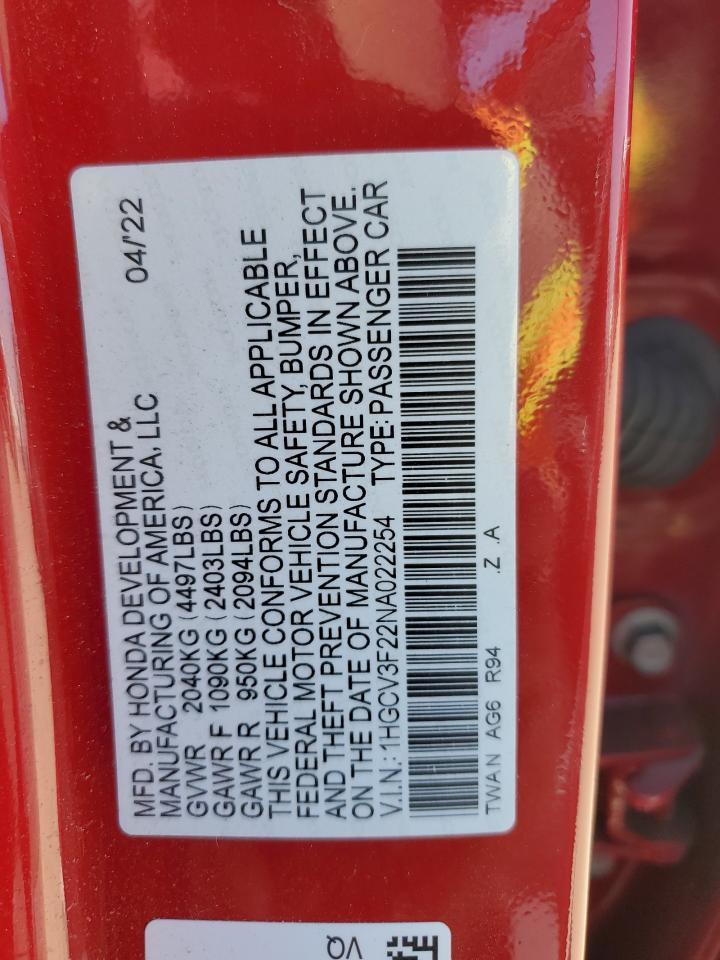 MFD. BY HONDA DEVELOPMENT & 04/'22
MANUFACTURING OF AMERICA, LLC
GVWR 2040KG (4497LBS)
GAWR F 1090KG (2403LBS)
GAWR R 950KG (2094LBS)
THIS VEHICLE CONFORMS TO ALL APPLICABLE
FEDERAL MOTOR VEHICLE SAFETY, BUMPER,
AND THEFT PREVENTION STANDARDS IN EFFECT
ON THE DATE OF MANUFACTURE SHOWN ABOVE.
V.I.N.: 1HGCV3F22NA022254 TYPE: PASSENGER CAR
TWAN AG6 R94 .Z .A
VQ